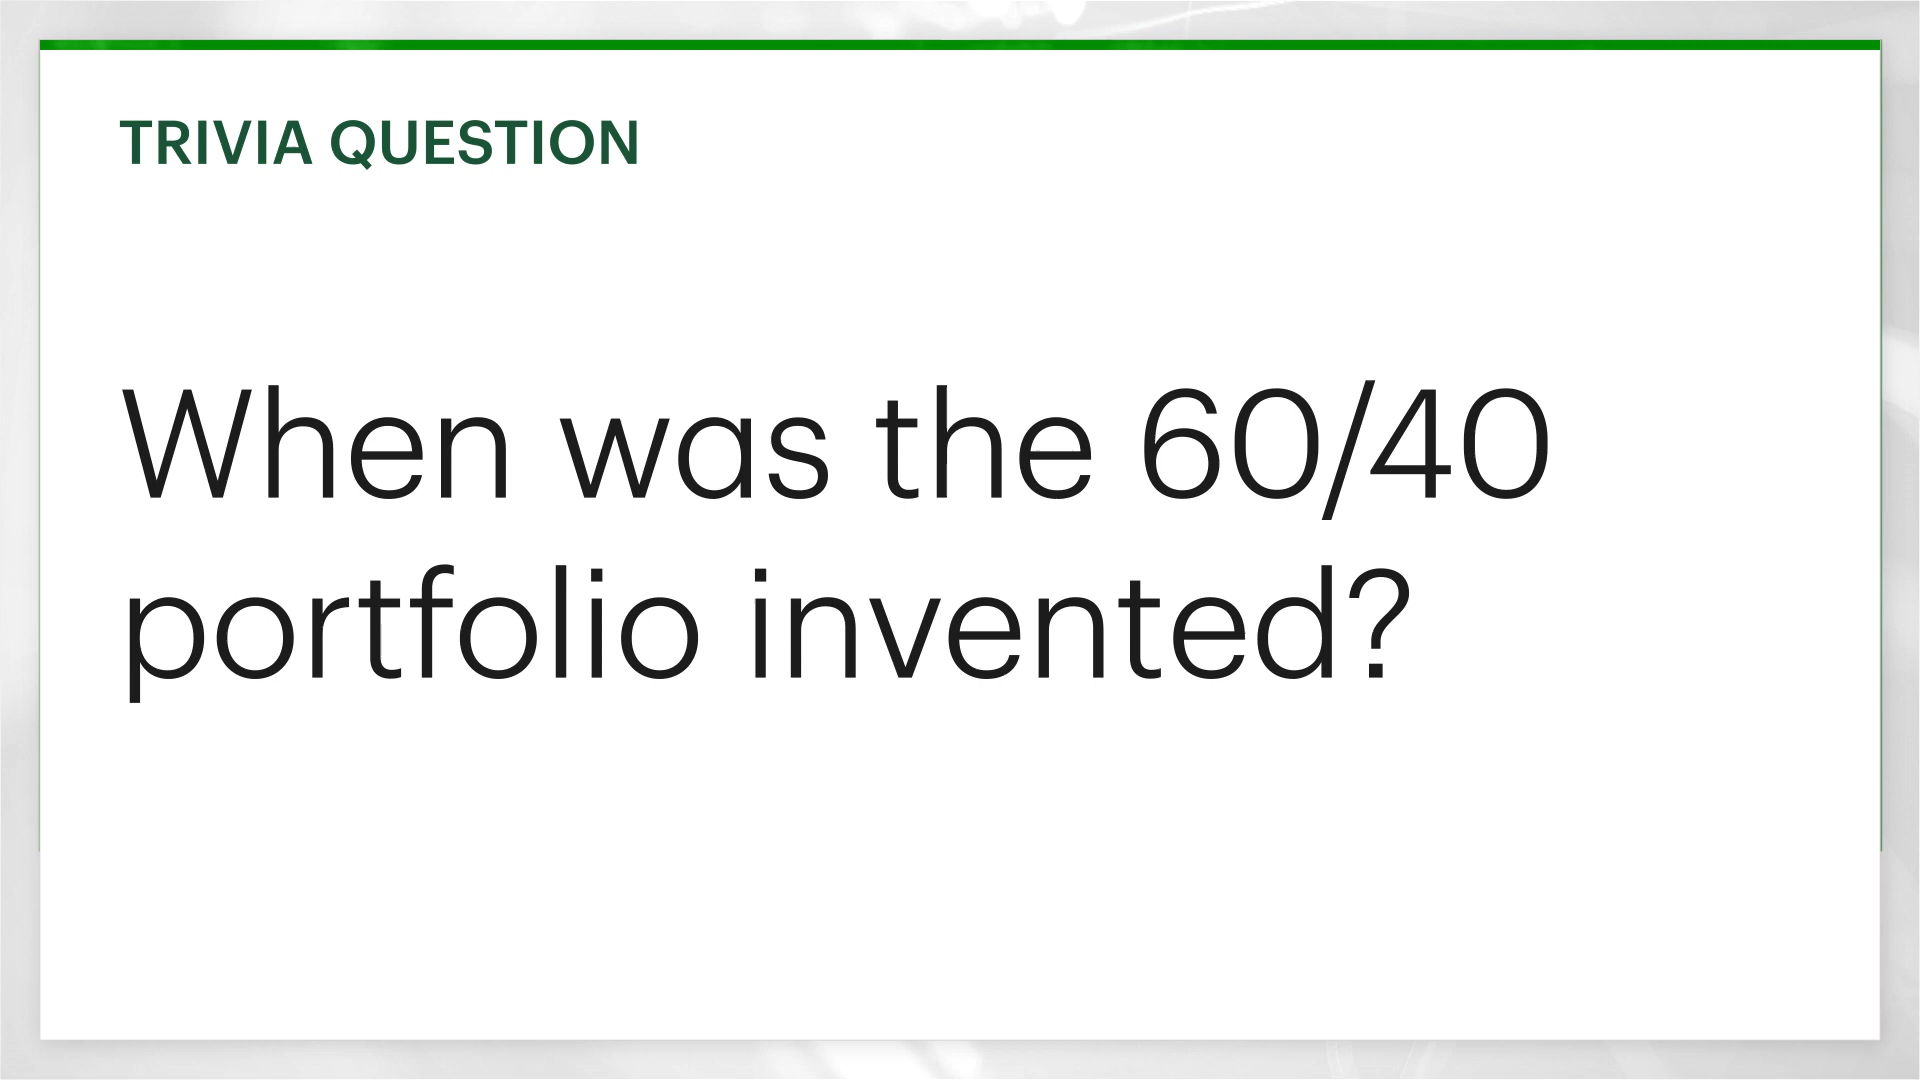 TRIVIA QUESTION
When was the 60/40
portfolio invented?